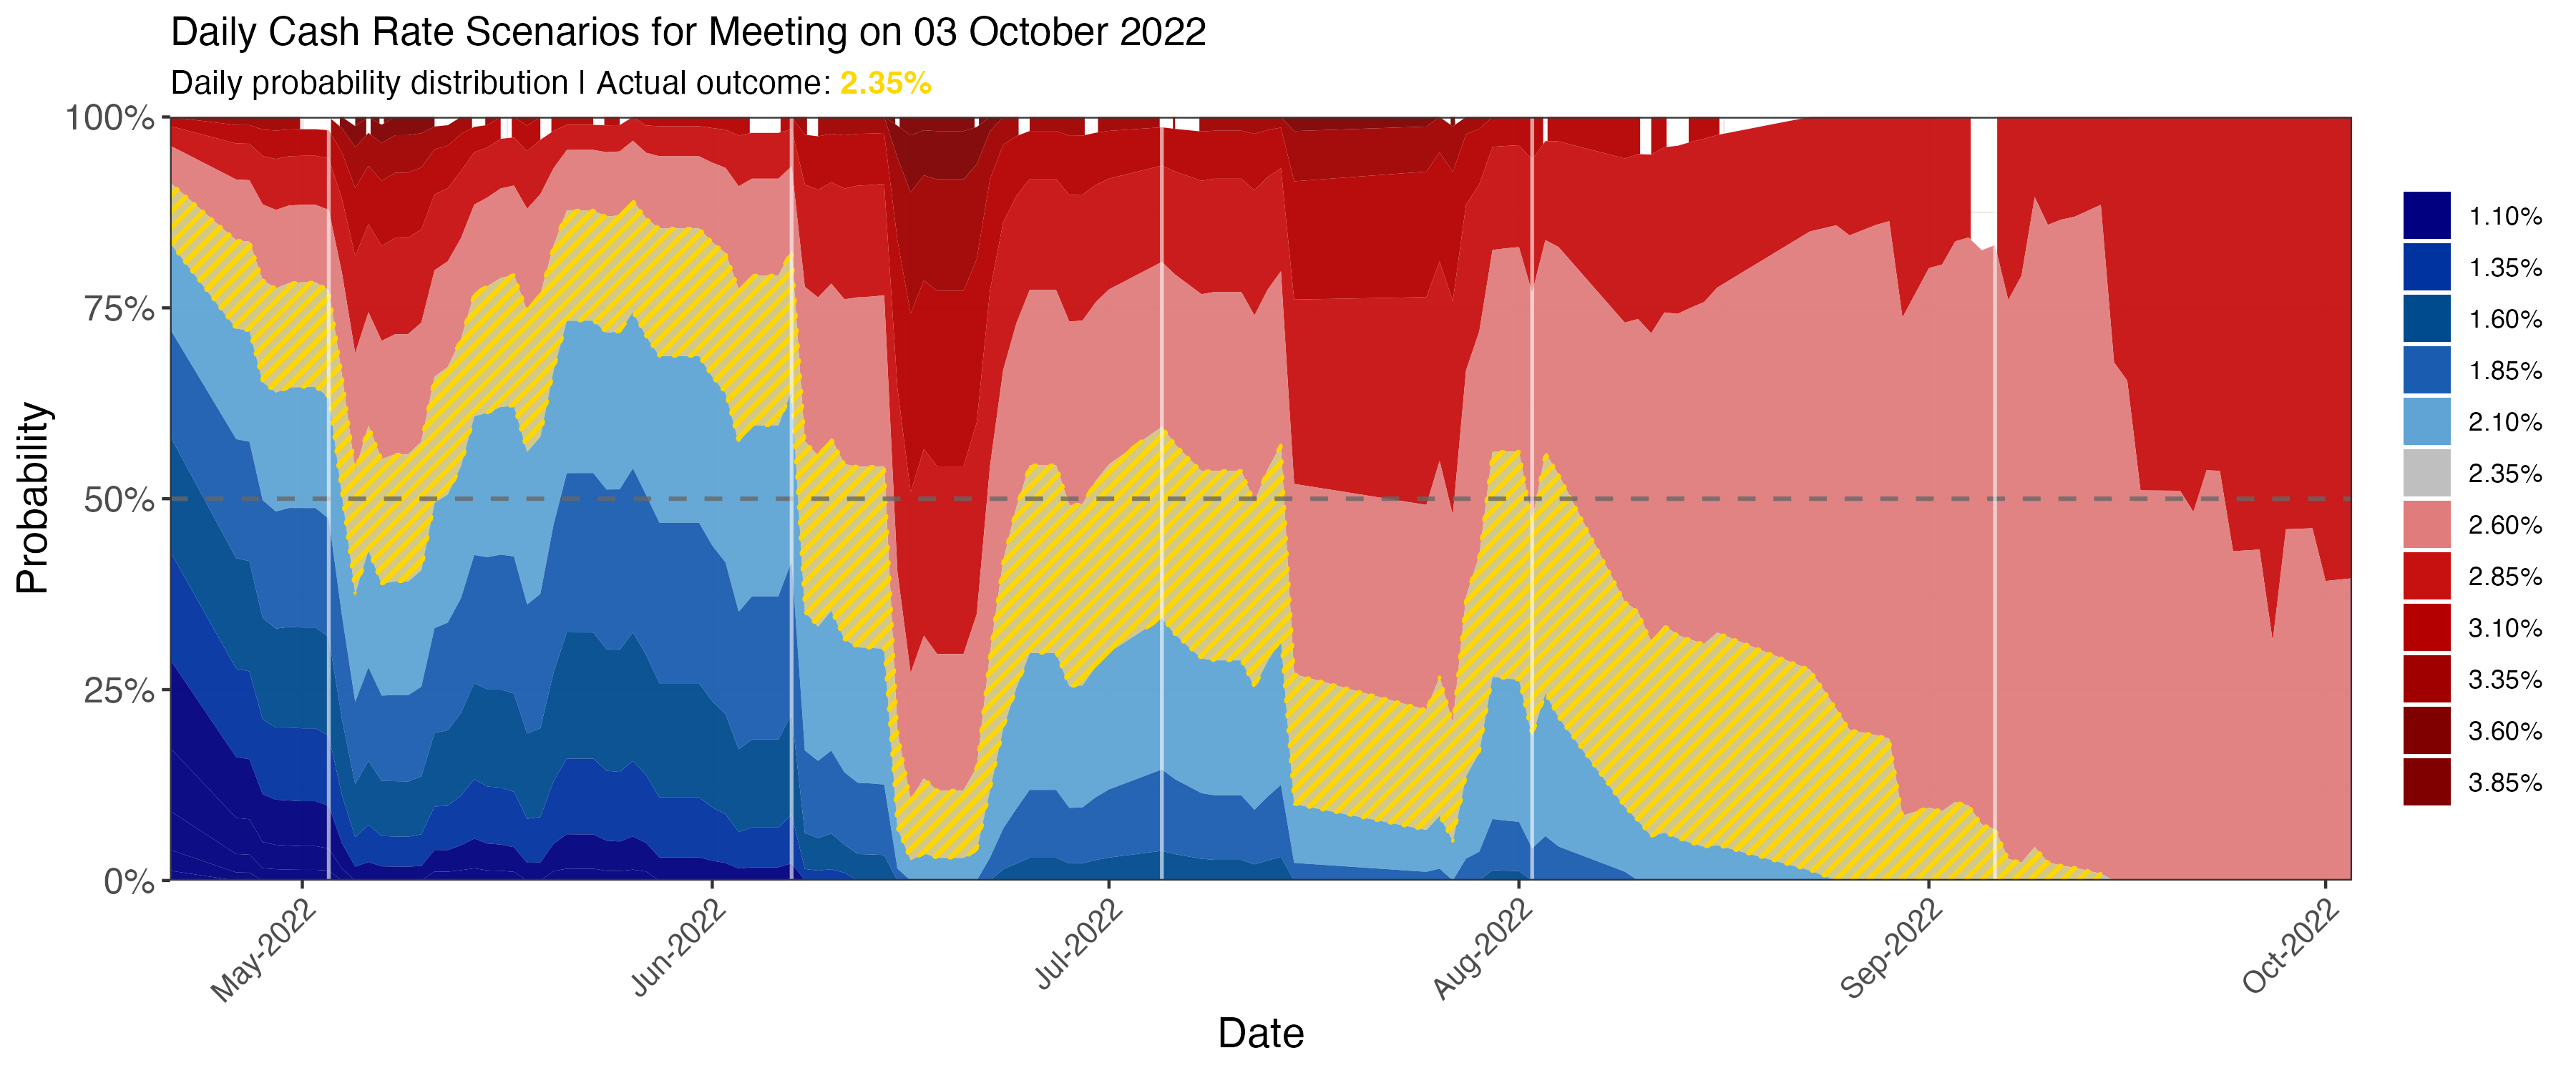 Daily Cash Rate Scenarios for Meeting on 03 October 2022
Daily probability distribution | Actual outcome: 2.35%
100%
75%
50%
25%
0%
Probability
May-2022
Jun-2022
Jul-2022
Aug-2022
Sep-2022
Oct-2022
Date
1.10%
1.35%
1.60%
1.85%
2.10%
2.35%
2.60%
2.85%
3.10%
3.35%
3.60%
3.85%